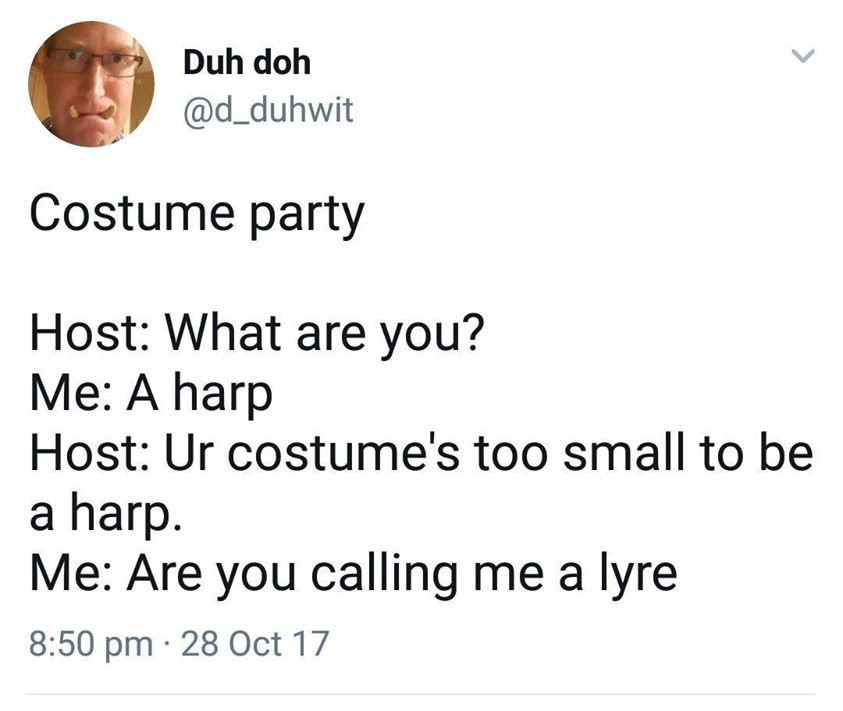 Duh doh
@d_duhwit
Costume party
Host: What are you?
Me: A harp
Host: Ur costume's too small to be
a harp.
Me: Are you calling me a lyre
8:50 pm · 28 Oct 17